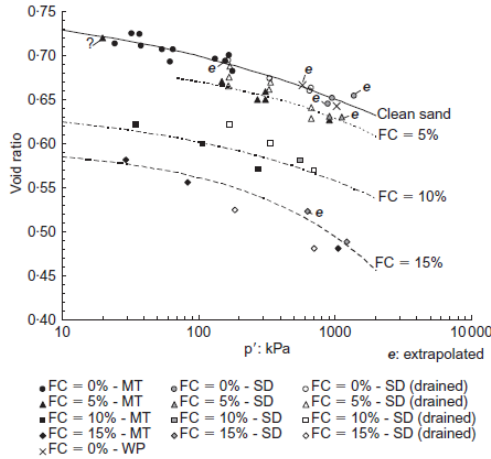 0·75
0·70
0·65
0·60
0·55
0·50
0·45
0·40
Void ratio
?
e
e
e
e
e
e
Clean sand
FC = 5%
FC = 10%
FC = 15%
10 100 1000 10000
p′: kPa
e: extrapolated
FC = 0% - MT FC = 0% - SD FC = 0% - SD (drained)
FC = 5% - MT FC = 5% - SD FC = 5% - SD (drained)
FC = 10% - MT FC = 10% - SD FC = 10% - SD (drained)
FC = 15% - MT FC = 15% - SD FC = 15% - SD (drained)
FC = 0% - WP